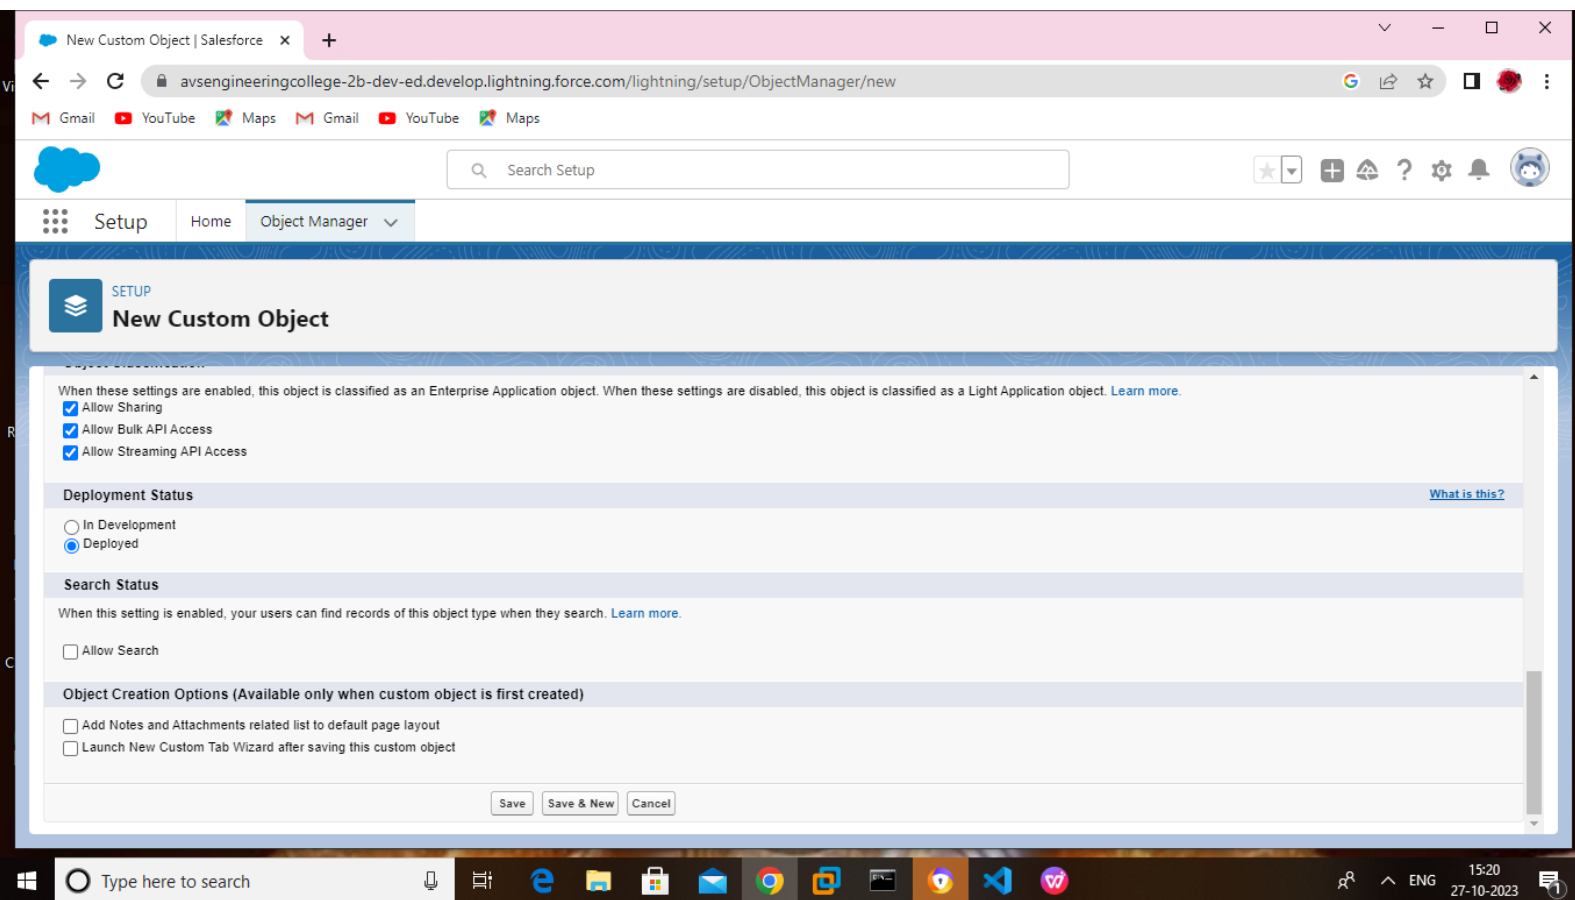 New Custom Object | Salesforce
avsengineeringcollege-2b-dev-ed.develop.lightning.force.com/lightning/setup/ObjectManager/new
Gmail YouTube Maps Gmail YouTube Maps
Search Setup
Setup Home Object Manager
SETUP
New Custom Object
When these settings are enabled, this object is classified as an Enterprise Application object. When these settings are disabled, this object is classified as a Light Application object. Learn more.
Allow Sharing
Allow Bulk API Access
Allow Streaming API Access
Deployment Status What is this?
In Development
Deployed
Search Status
When this setting is enabled, your users can find records of this object type when they search. Learn more.
Allow Search
Object Creation Options (Available only when custom object is first created)
Add Notes and Attachments related list to default page layout
Launch New Custom Tab Wizard after saving this custom object
Save Save & New Cancel
Type here to search
ENG
15:20
27-10-2023
1